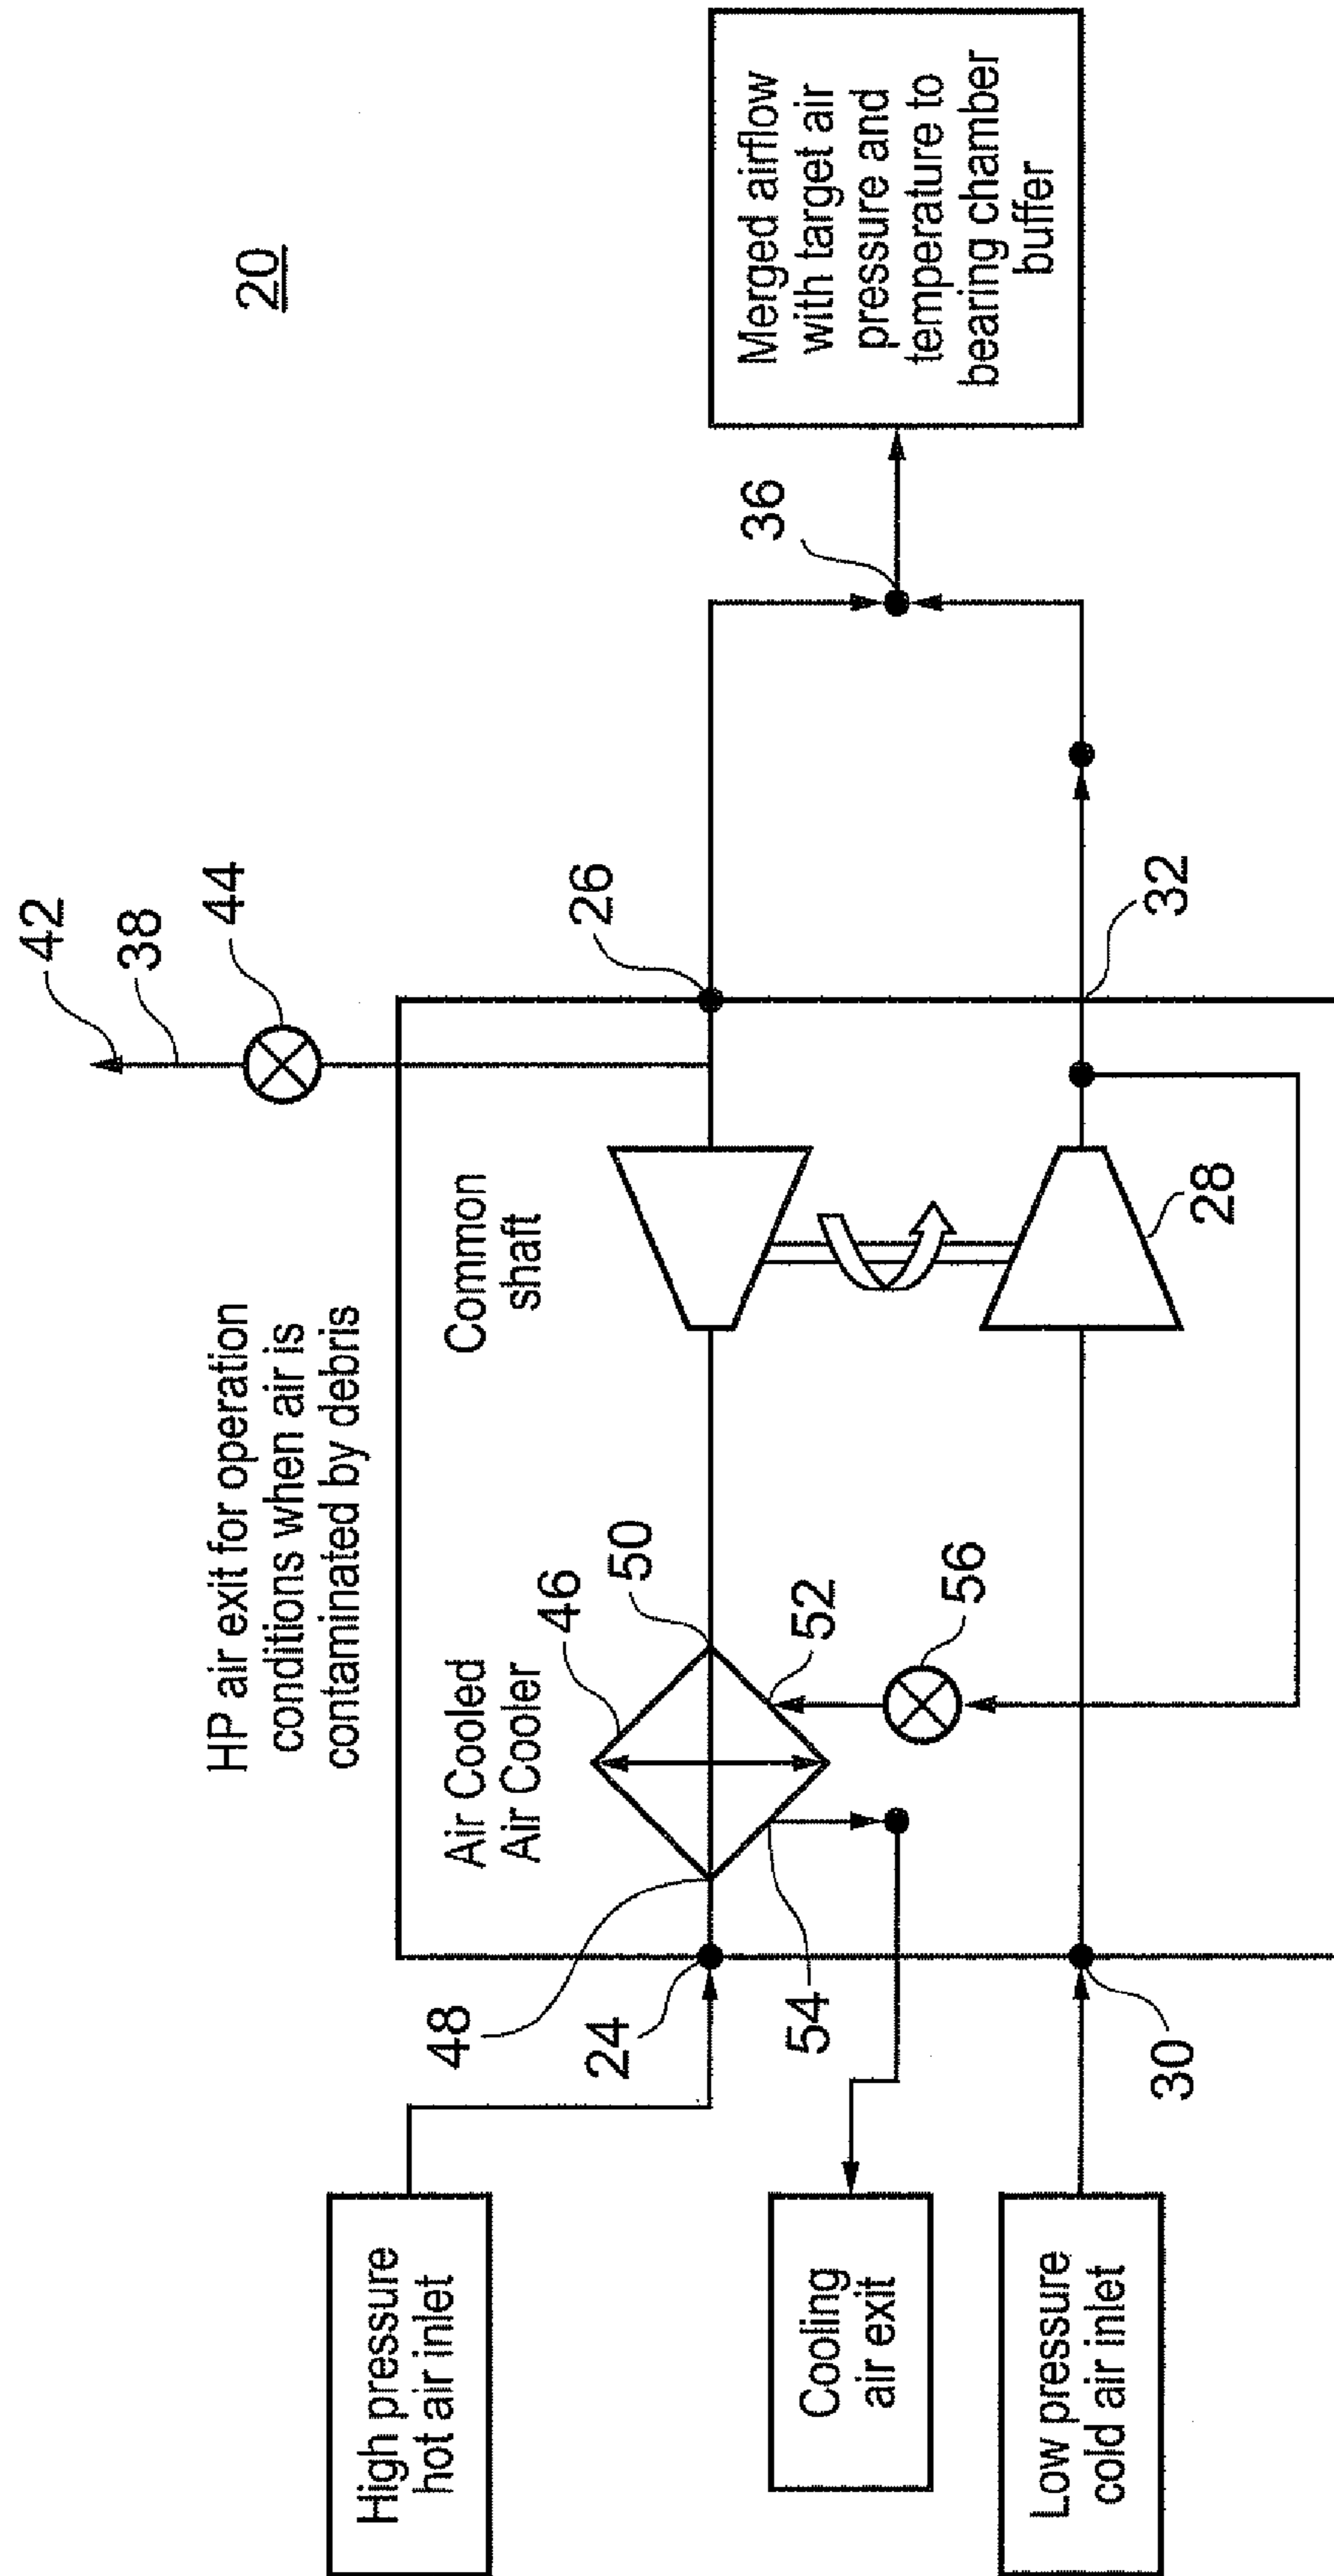 20
HP air exit for operation
conditions when air is
contaminated by debris
42
38
44
Air Cooled
Air Cooler
Common
shaft
46
50
26
36
48
24
52
56
54
28
32
30
High pressure
hot air inlet
Cooling
air exit
Low pressure
cold air inlet
Merged airflow
with target air
pressure and
temperature to
bearing chamber
buffer